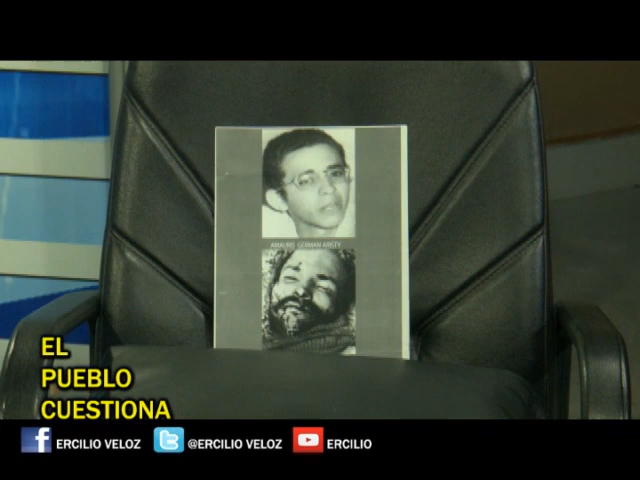 AMAURIS GERMAN ARISTY
EL
PUEBLO
CUESTIONA
f ERCILIO VELOZ @ERCILIO VELOZ ERCILIO